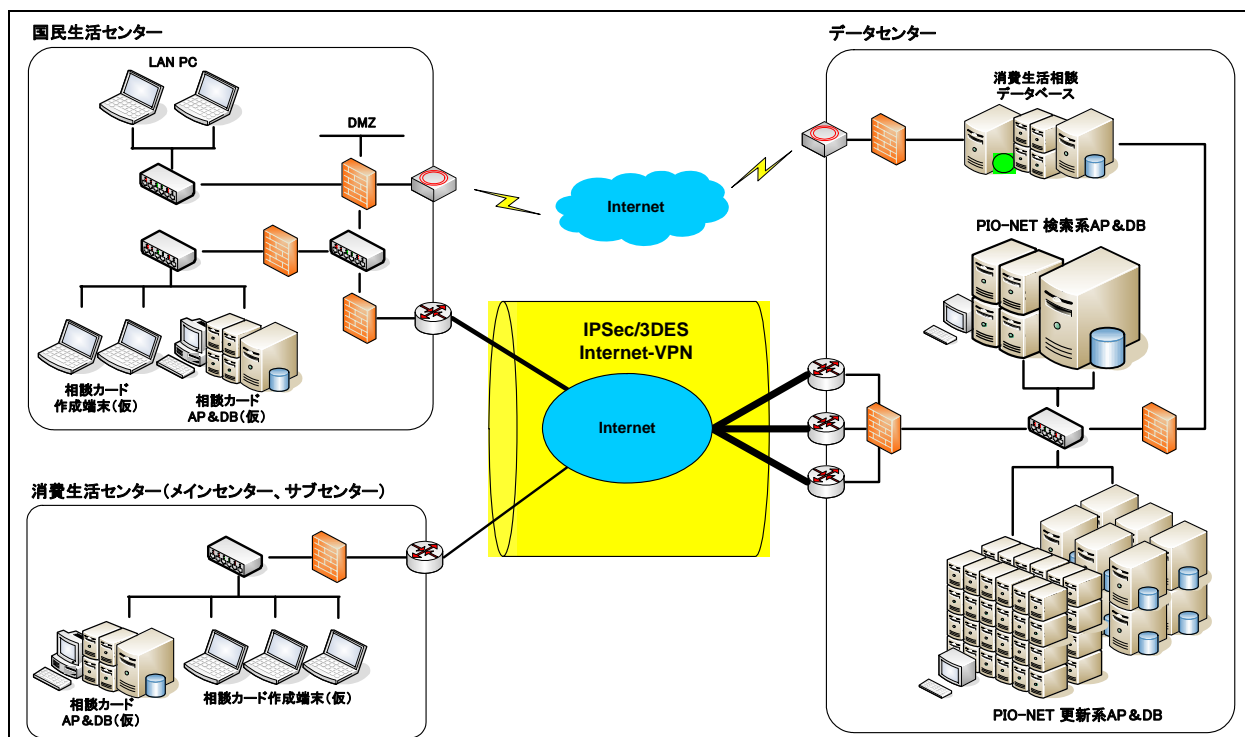 国民生活センター
LAN PC
DMZ
相談カード
作成端末(仮)
相談カード
AP&DB(仮)
消費生活センター(メインセンター、サブセンター)
相談カード
AP&DB(仮)
相談カード作成端末(仮)
Internet
IPSec/3DES
Internet-VPN
Internet
データセンター
消費生活相談
データベース
PIO-NET 検索系AP&DB
PIO-NET 更新系AP&DB